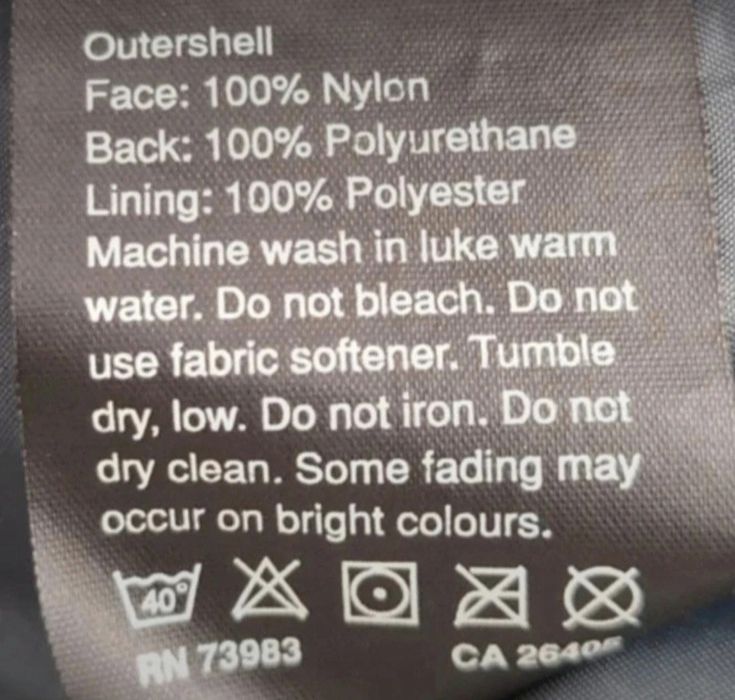 Outershell
Face: 100% Nylon
Back: 100% Polyurethane
Lining: 100% Polyester
Machine wash in luke warm
water. Do not bleach. Do not
use fabric softener. Tumble
dry, low. Do not iron. Do not
dry clean. Some fading may
occur on bright colours.
40°
RN 73983 CA